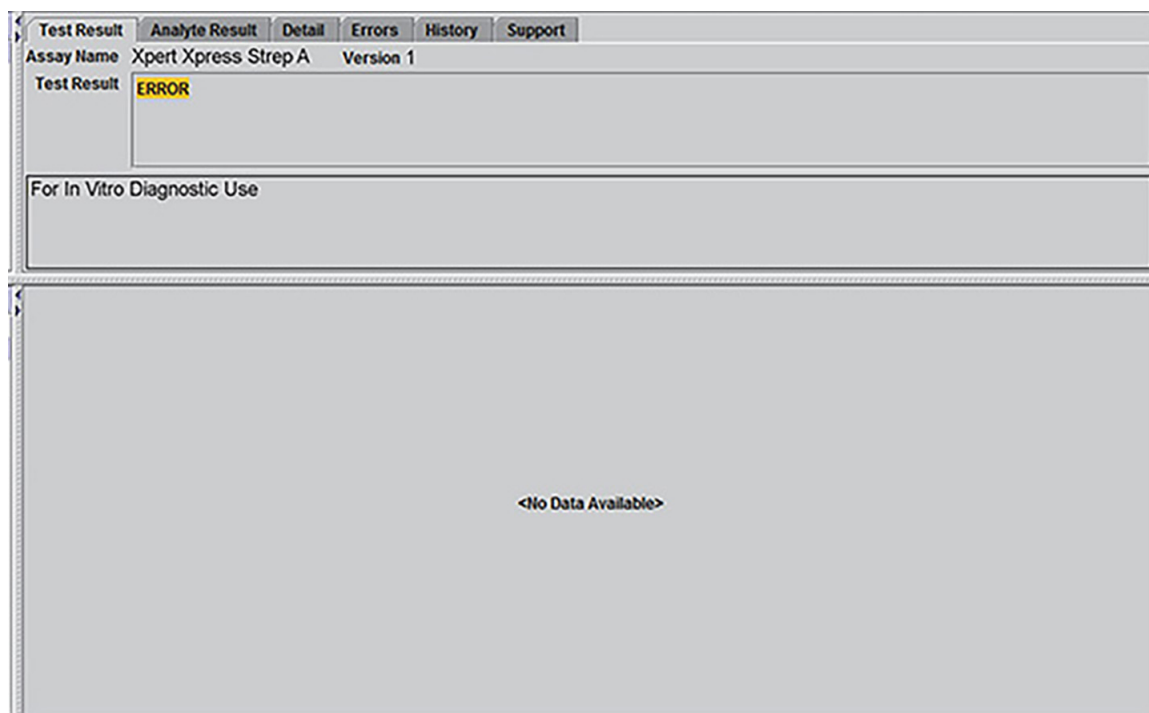 Test Result Analyte Result Detail Errors History Support
Assay Name Xpert Xpress Strep A Version 1
Test Result ERROR
For In Vitro Diagnostic Use
<No Data Available>